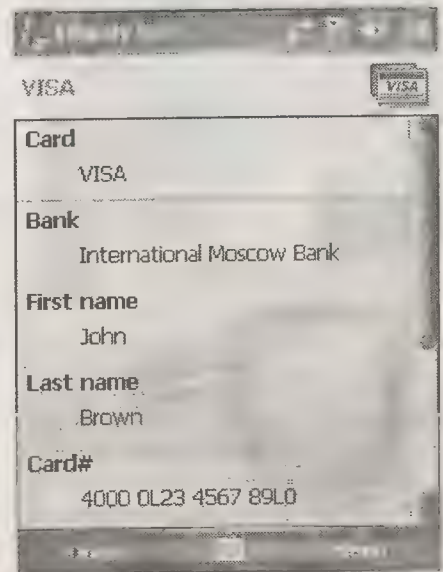 VISA
VISA
Card
VISA
Bank
International Moscow Bank
First name
John
Last name
Brown
Card#
4000 0L23 4567 89L0